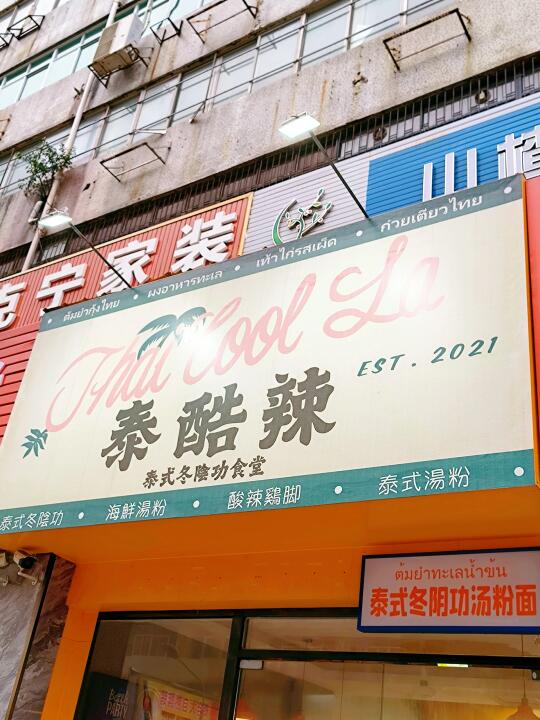 山楂
克宁家装
ต้มยำกุ้งไทย • ผงอาหารทะเล • เท้าไก่รสเผ็ด • ก๋วยเตี๋ยวไทย
Thai Cool La
EST. 2021
泰酷辣
泰式冬陰功食堂
泰式冬陰功 • 海鮮湯粉 • 酸辣鷄脚 • 泰式湯粉
ต้มยำทะเลน้ำข้น
泰式冬阴功汤粉面
PARTY